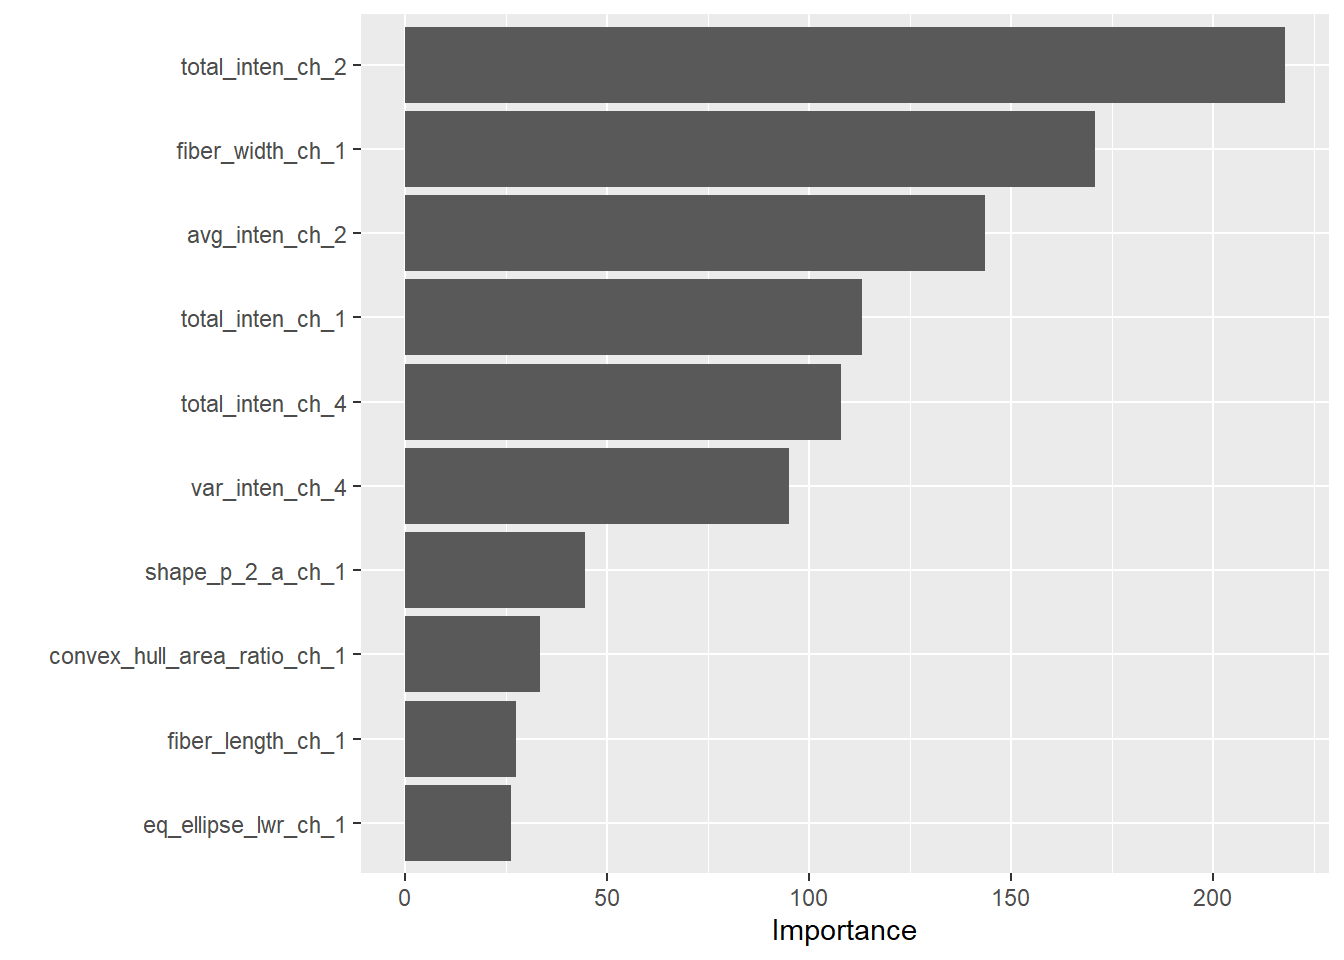 total_inten_ch_2
fiber_width_ch_1
avg_inten_ch_2
total_inten_ch_1
total_inten_ch_4
var_inten_ch_4
shape_p_2_a_ch_1
convex_hull_area_ratio_ch_1
fiber_length_ch_1
eq_ellipse_lwr_ch_1
0 50 100 150 200
Importance